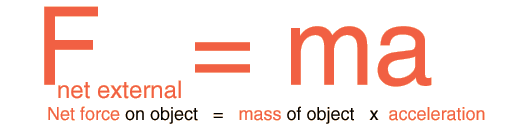 F net external = ma
Net force on object = mass of object x acceleration